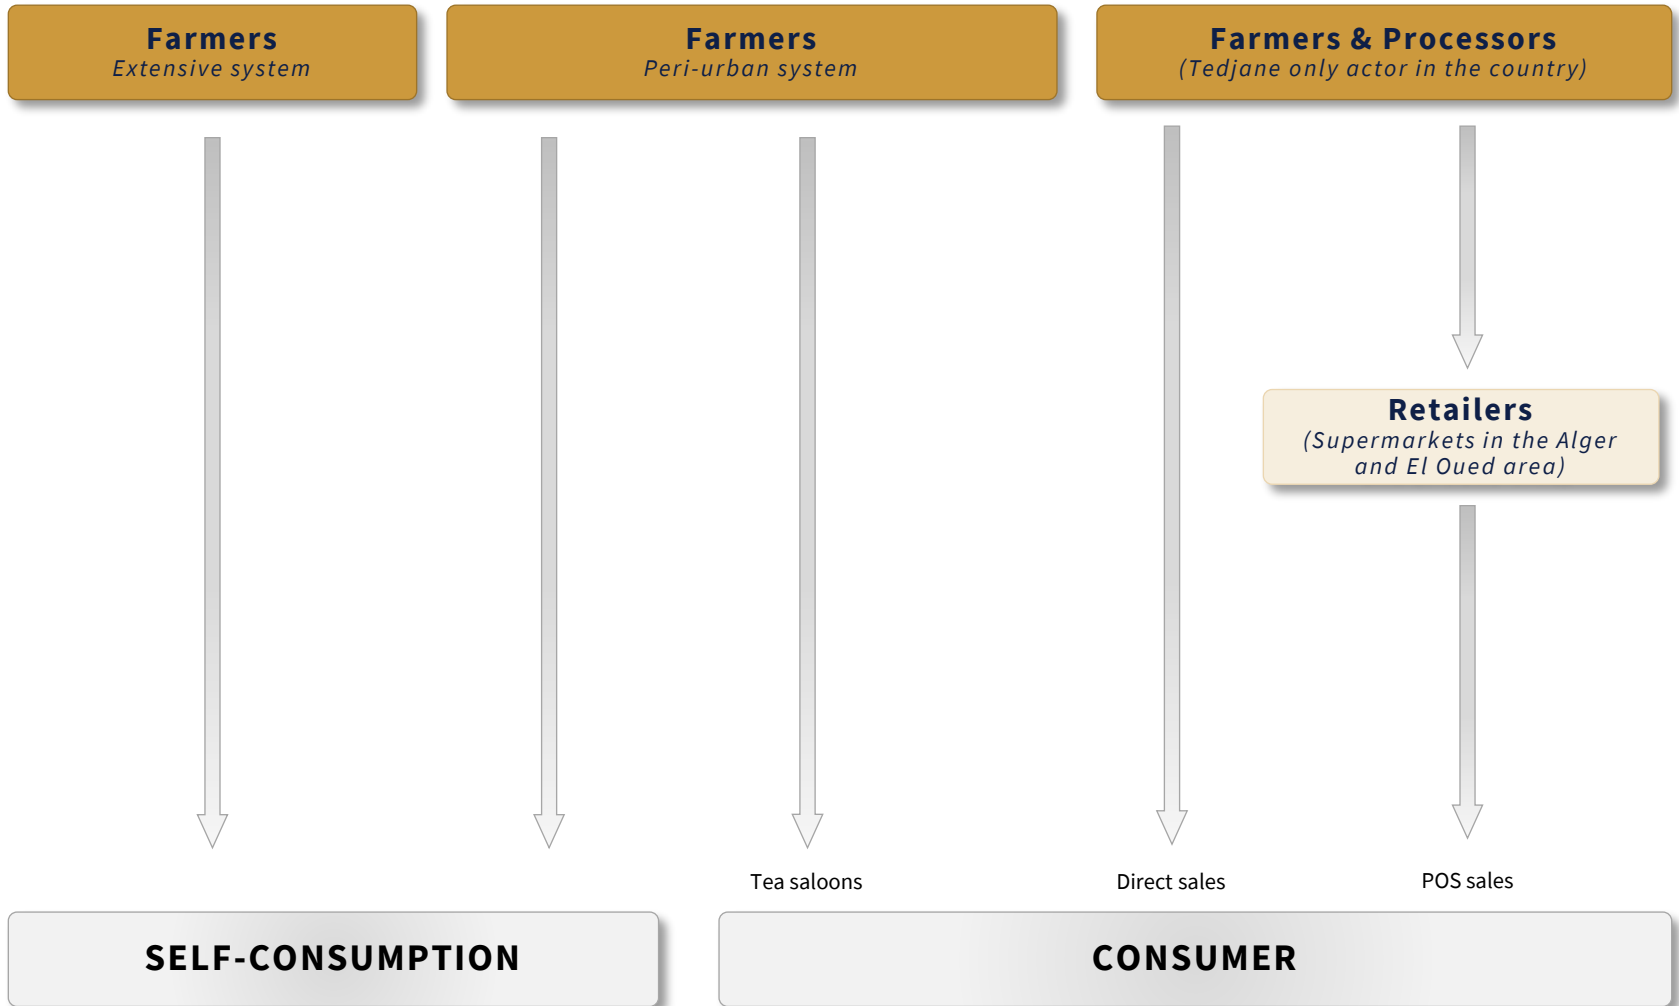 Farmers
Extensive system
Farmers
Peri-urban system
Farmers & Processors
(Tedjane only actor in the country)
Retailers
(Supermarkets in the Alger
and El Oued area)
Tea saloons
Direct sales
POS sales
SELF-CONSUMPTION
CONSUMER